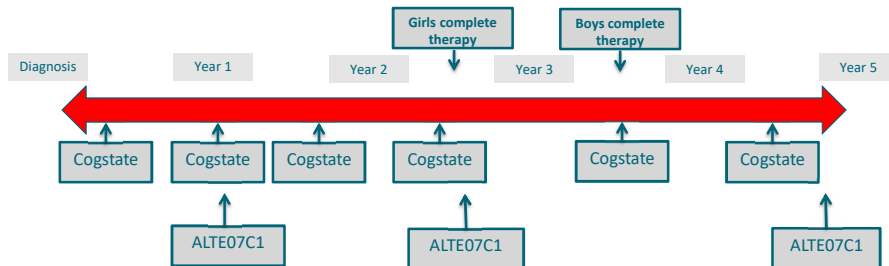 Girls complete
therapy
Boys complete
therapy
Diagnosis
Year 1
Year 2
Year 3
Year 4
Year 5
Cogstate
Cogstate
Cogstate
Cogstate
Cogstate
Cogstate
ALTE07C1
ALTE07C1
ALTE07C1